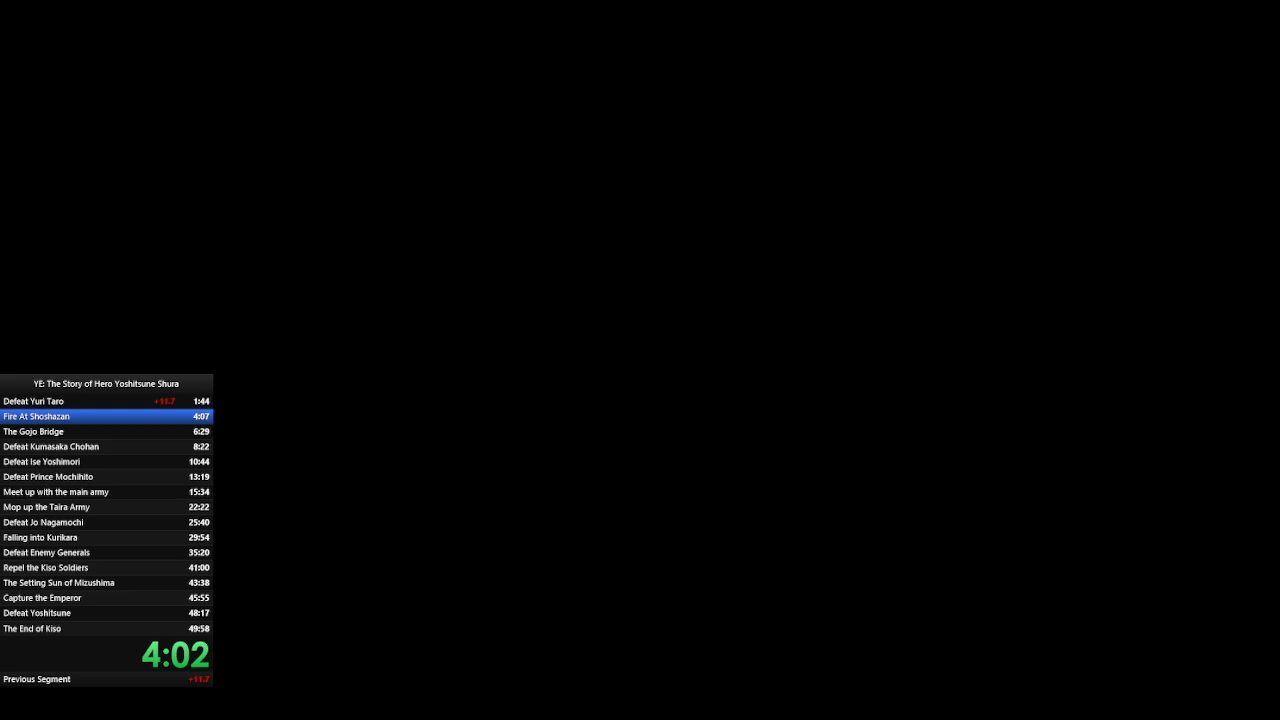 YE: The Story of Hero Yoshitsune Shura
Defeat Yuri Taro +11.7 1:44
Fire At Shoshazan 4:07
The Gojo Bridge 6:29
Defeat Kumasaka Chohan 8:22
Defeat Ise Yoshimori 10:44
Defeat Prince Mochihito 13:19
Meet up with the main army 15:34
Mop up the Taira Army 22:22
Defeat Jo Nagamochi 25:40
Falling into Kurikara 29:54
Defeat Enemy Generals 35:20
Repel the Kiso Soldiers 41:00
The Setting Sun of Mizushima 43:38
Capture the Emperor 45:55
Defeat Yoshitsune 48:17
The End of Kiso 49:58
4:02
Previous Segment +11.7